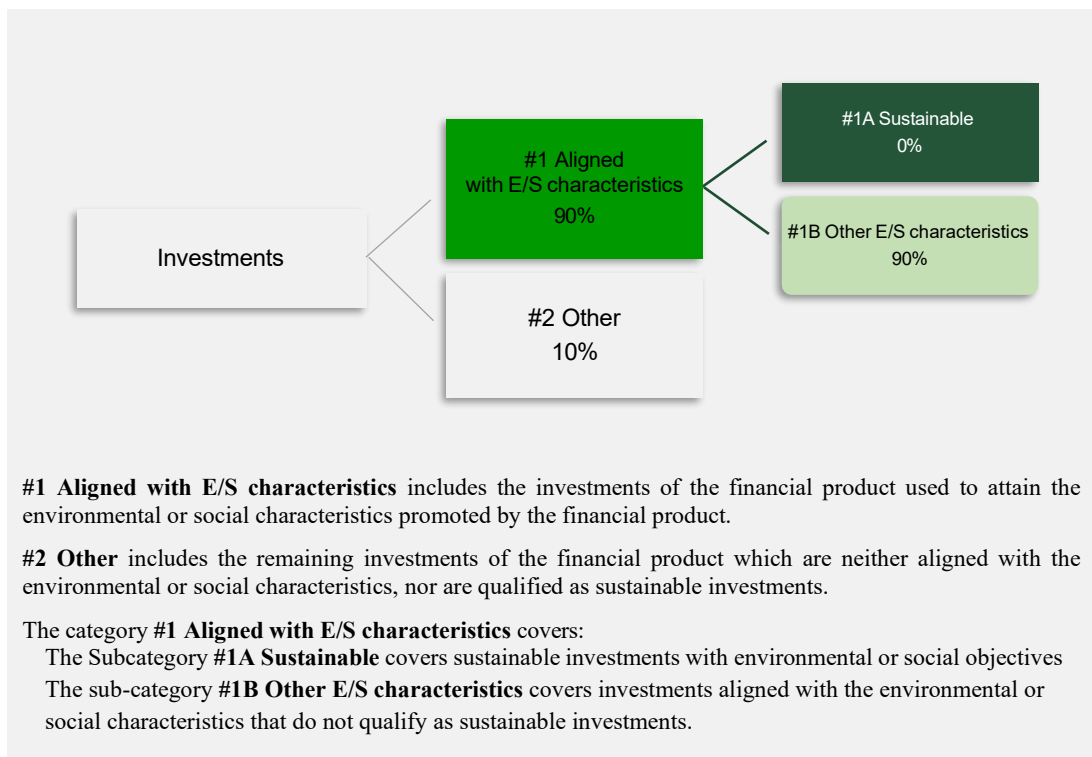 #1A Sustainable
0%
#1 Aligned
with E/S characteristics
90%
#1B Other E/S characteristics
90%
Investments
#2 Other
10%
#1 Aligned with E/S characteristics includes the investments of the financial product used to attain the
environmental or social characteristics promoted by the financial product.
#2 Other includes the remaining investments of the financial product which are neither aligned with the
environmental or social characteristics, nor are qualified as sustainable investments.
The category #1 Aligned with E/S characteristics covers:
The Subcategory #1A Sustainable covers sustainable investments with environmental or social objectives
The sub-category #1B Other E/S characteristics covers investments aligned with the environmental or
social characteristics that do not qualify as sustainable investments.